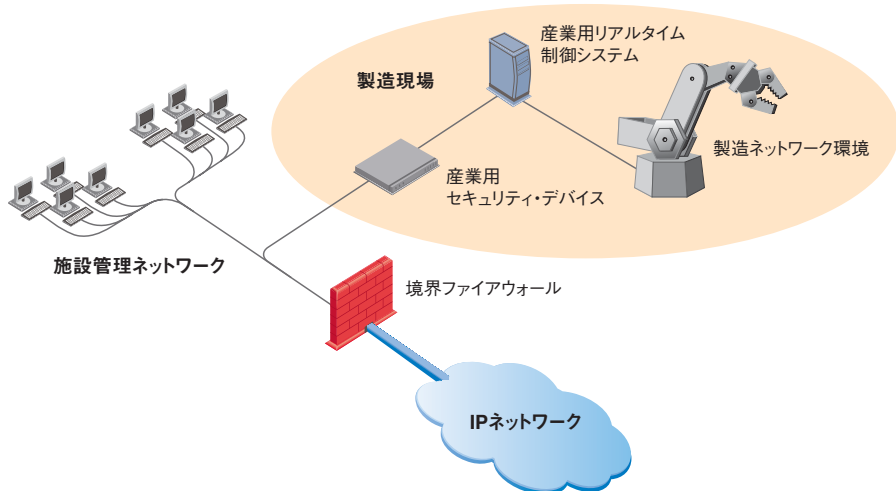 産業用リアルタイム
制御システム
製造現場
製造ネットワーク環境
産業用
セキュリティ・デバイス
施設管理ネットワーク
境界ファイアウォール
IPネットワーク